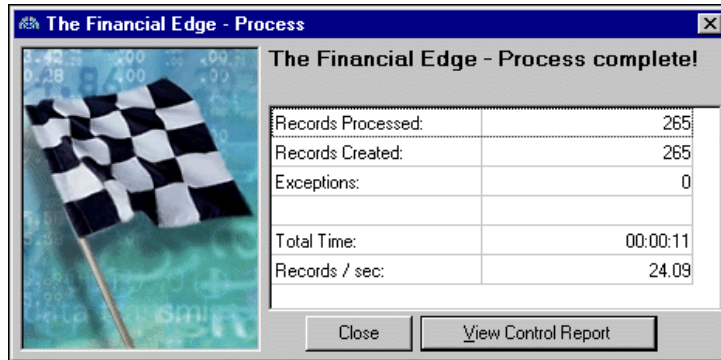 The Financial Edge - Process
The Financial Edge - Process complete!
Records Processed: 265
Records Created: 265
Exceptions: 0
Total Time: 00:00:11
Records / sec: 24.09
Close
View Control Report